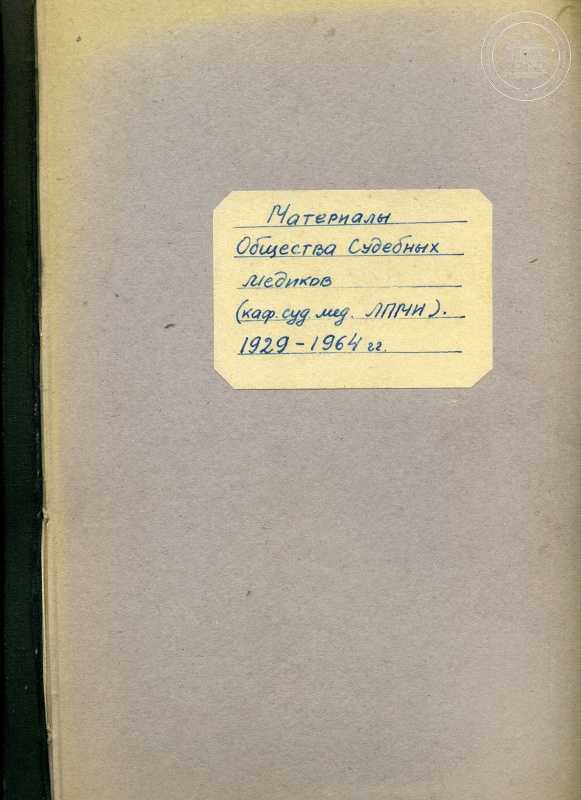 Материалы
Общества Судебных
медиков
(каф. суд. мед. ЛПМИ).
1929-1964 гг.